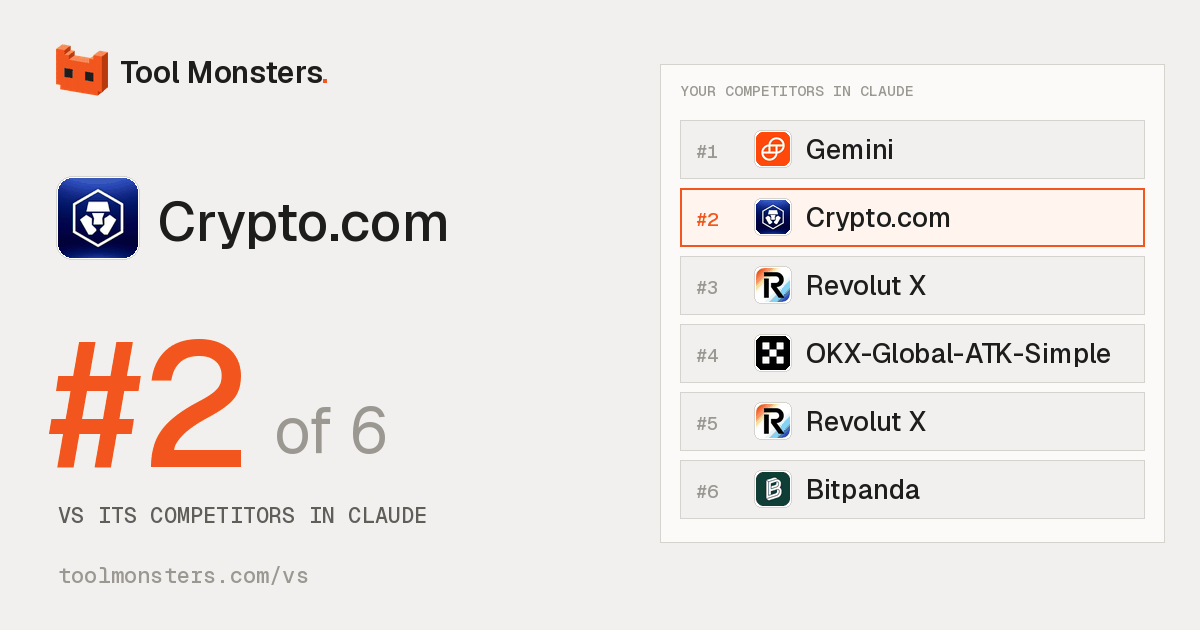 Tool Monsters.
Crypto.com
#2 of 6
VS ITS COMPETITORS IN CLAUDE
toolmonsters.com/vs
YOUR COMPETITORS IN CLAUDE
#1 Gemini
#2 Crypto.com
#3 Revolut X
#4 OKX-Global-ATK-Simple
#5 Revolut X
#6 Bitpanda